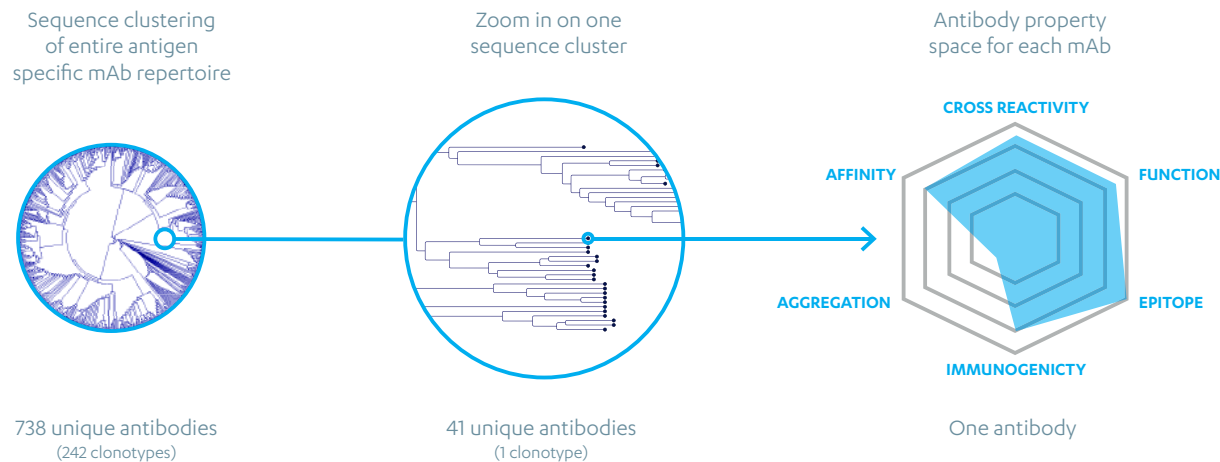 Sequence clustering
of entire antigen
specific mAb repertoire
Zoom in on one
sequence cluster
Antibody property
space for each mAb
CROSS REACTIVITY
AFFINITY
FUNCTION
AGGREGATION
EPITOPE
IMMUNOGENICTY
738 unique antibodies
(242 clonotypes)
41 unique antibodies
(1 clonotype)
One antibody